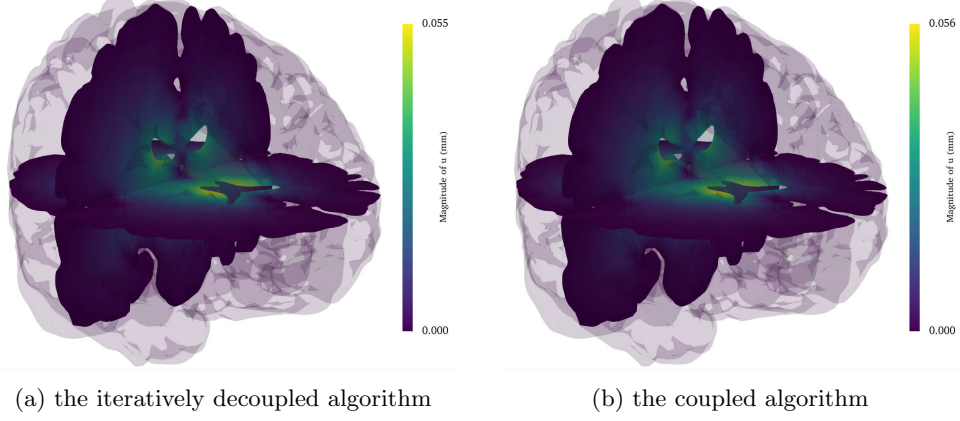 0.055
Magnitude of u (mm)
0.000
0.056
Magnitude of u (mm)
0.000
(a) the iteratively decoupled algorithm
(b) the coupled algorithm